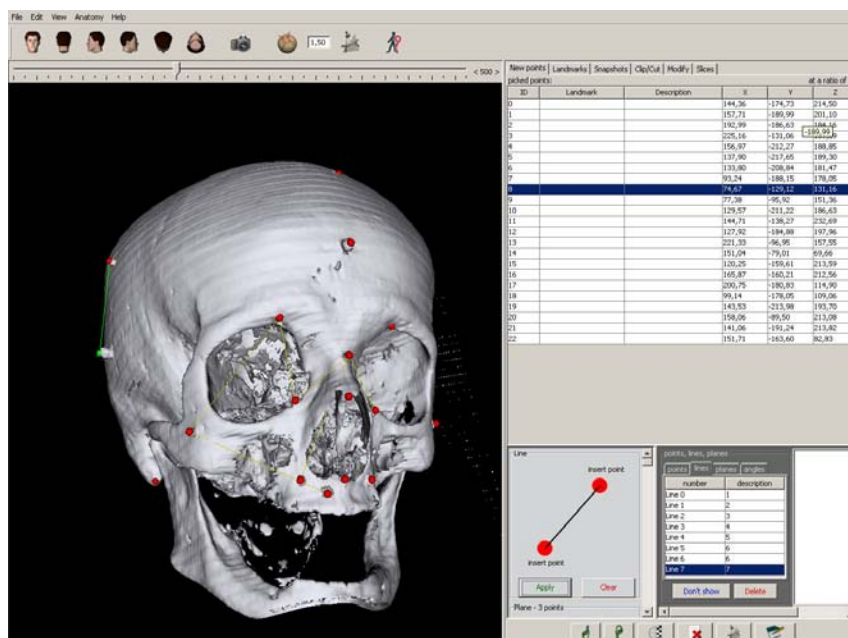 File Edit View Anatomy Help
1,50
< 500 >
New points Landmarks Snapshots Clip/Cut Modify Slices
picked points: at a ratio of
ID Landmark Description X Y Z
0 144,36 -174,73 214,50
1 157,71 -189,99 201,10
2 192,99 -186,63
3 225,16 -131,06
-189,99
4 156,97 -212,27 188,85
5 137,90 -217,65 189,30
6 133,80 -208,84 181,47
7 93,24 -188,15 178,05
8 74,67 -129,12 131,16
9 77,38 -95,92 151,36
10 129,57 -211,22 186,63
11 144,71 -138,27 232,69
12 127,92 -184,88 197,96
13 221,33 -96,95 157,55
14 151,04 -79,01 69,66
15 120,25 -159,61 213,59
16 165,87 -160,21 212,56
17 200,75 -180,83 114,90
18 99,14 -178,05 109,06
19 143,53 -213,98 193,70
20 158,06 -89,50 213,08
21 141,06 -191,24 213,82
22 151,71 -163,60 82,83
Line
insert point
insert point
Apply Clear
Plane - 3 points
points, lines, planes
points lines planes angles
number description
Line 0 1
Line 1 2
Line 2 3
Line 3 4
Line 4 5
Line 5 6
Line 6 6
Line 7 7
Don't show Delete